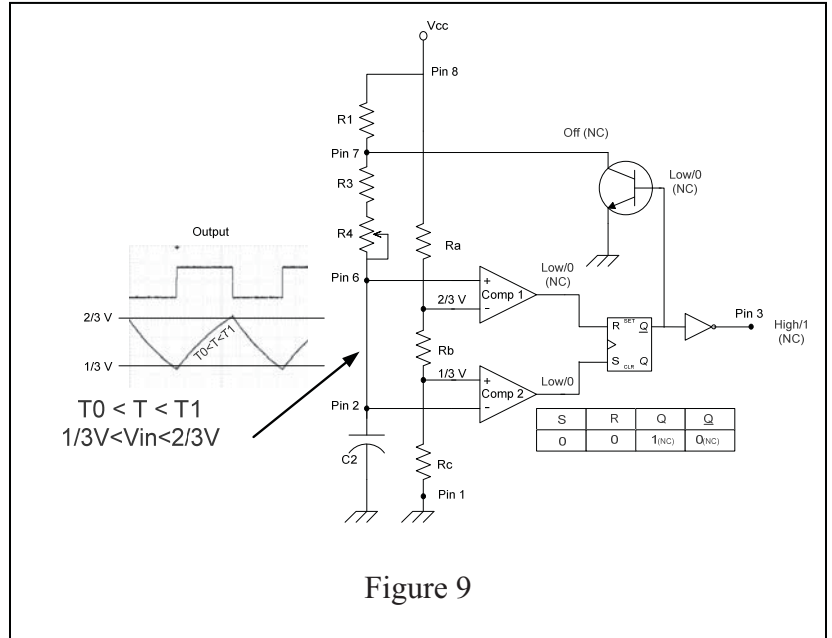 Vcc
Pin 8
R1
Off (NC)
Pin 7
R3
Low/0
(NC)
Output
R4
Ra
Pin 6
Low/0
(NC)
+
Comp 1
-
2/3 V
Pin 3
High/1
(NC)
R SET Q
S CLR Q
2/3 V
T0<T<T1
1/3 V
Rb
1/3 V
+
Comp 2
-
Low/0
T0 < T < T1
1/3V<Vin<2/3V
Pin 2
S R Q Q
0 0 1(NC) 0(NC)
C2
Rc
Pin 1
Figure 9